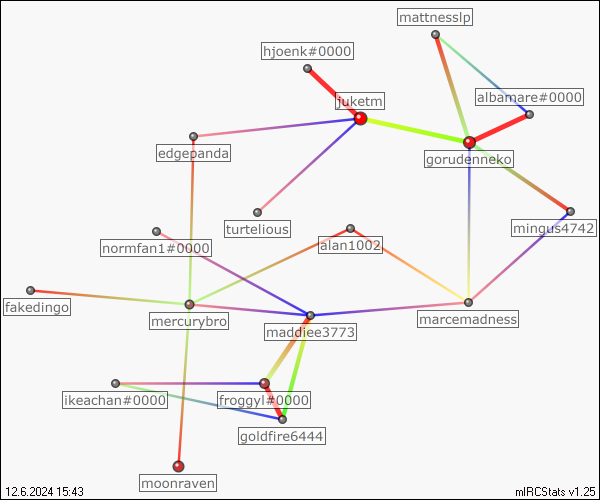 mattnesslp
hjoenk#0000
albamare#0000
juketm
edgepanda
gorudenneko
turtelious
mingus4742
normfan1#0000
alan1002
fakedingo
mercurybro
marcemadness
maddiee3773
ikeachan#0000
froggyl#0000
goldfire6444
moonraven
12.6.2024 15:43
mIRCStats v1.25